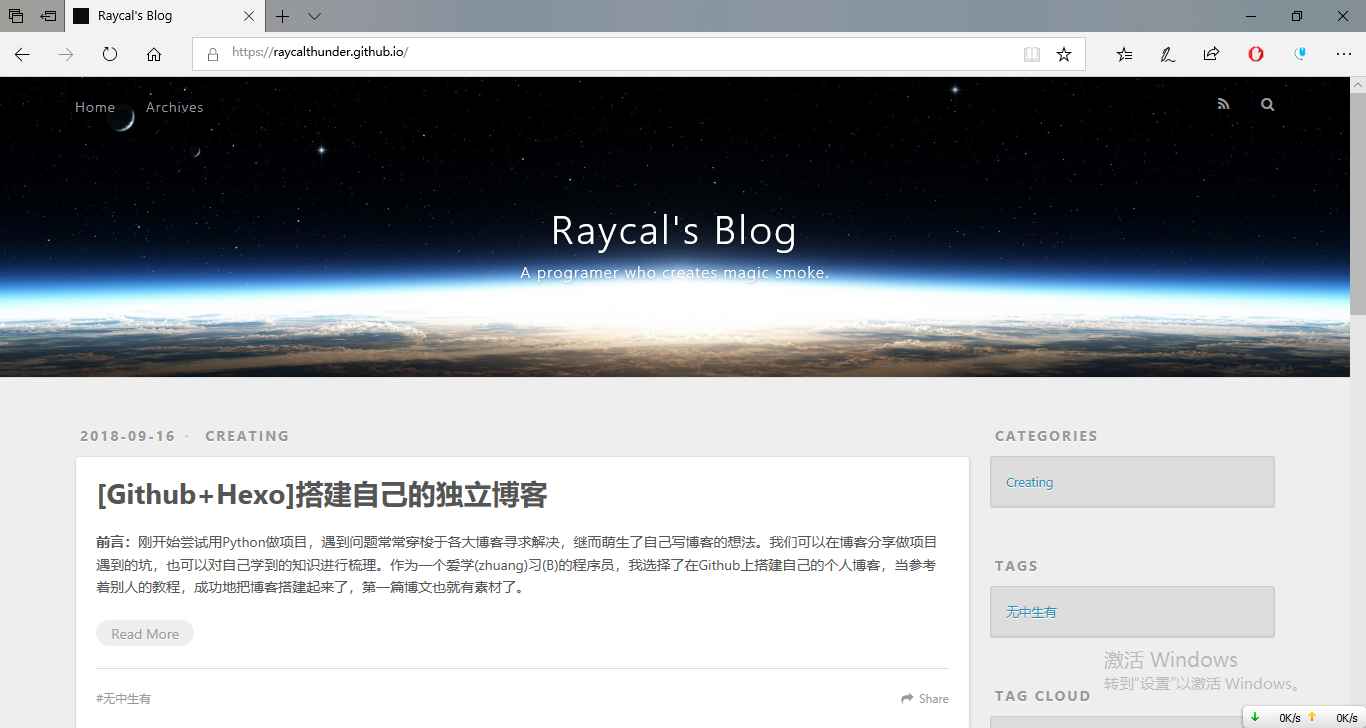 Raycal's Blog
https://raycalthunder.github.io/
Home Archives
Raycal's Blog
A programer who creates magic smoke.
2018-09-16 · CREATING
[Github+Hexo]搭建自己的独立博客
前言：刚开始尝试用Python做项目，遇到问题常常穿梭于各大博客寻求解决，继而萌生了自己写博客的想法。我们可以在博客分享做项目
遇到的坑，也可以对自己学到的知识进行梳理。作为一个爱学(zhuang)习(B)的程序员，我选择了在Github上搭建自己的个人博客，当参考
着别人的教程，成功地把博客搭建起来了，第一篇博文也就有素材了。
Read More
#无中生有 Share
CATEGORIES
Creating
TAGS
无中生有
TAG CLOUD
激活 Windows
转到"设置"以激活 Windows。
0K/s 0K/s